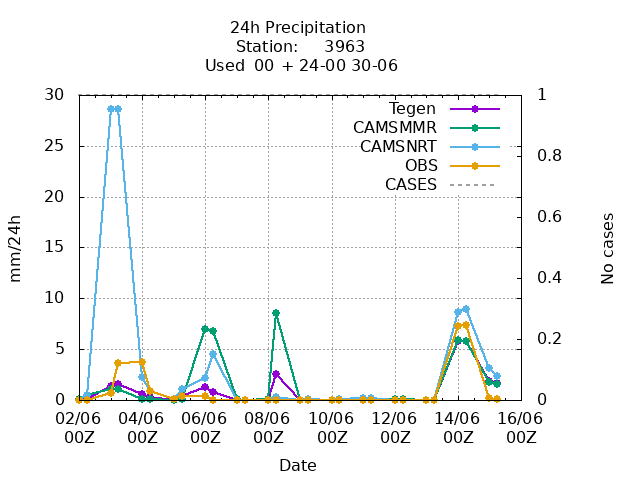 24h Precipitation
Station: 3963
Used 00 + 24-00 30-06
30 1
Tegen
CAMSMMR
CAMSNRT
OBS
CASES
25
0.8
20
0.6
15
0.4
10
0.2
5
0 0
mm/24h
No cases
02/06 04/06 06/06 08/06 10/06 12/06 14/06 16/06
00Z 00Z 00Z 00Z 00Z 00Z 00Z 00Z
Date